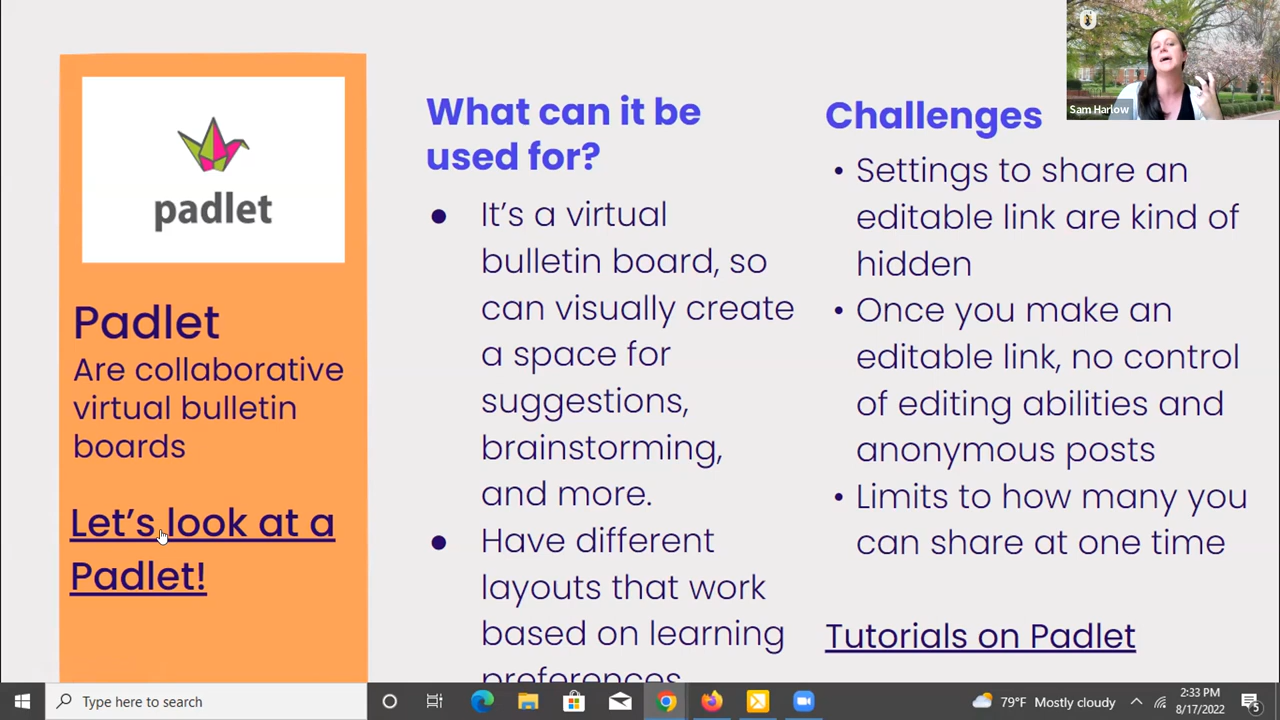 padlet
Padlet
Are collaborative
virtual bulletin
boards
Let’s look at a
Padlet!
What can it be
used for?
● It’s a virtual
bulletin board, so
can visually create
a space for
suggestions,
brainstorming,
and more.
● Have different
layouts that work
based on learning
preferences
Challenges
• Settings to share an
editable link are kind of
hidden
• Once you make an
editable link, no control
of editing abilities and
anonymous posts
• Limits to how many you
can share at one time
Tutorials on Padlet
Sam Harlow
Type here to search
79°F Mostly cloudy
2:33 PM
8/17/2022
5